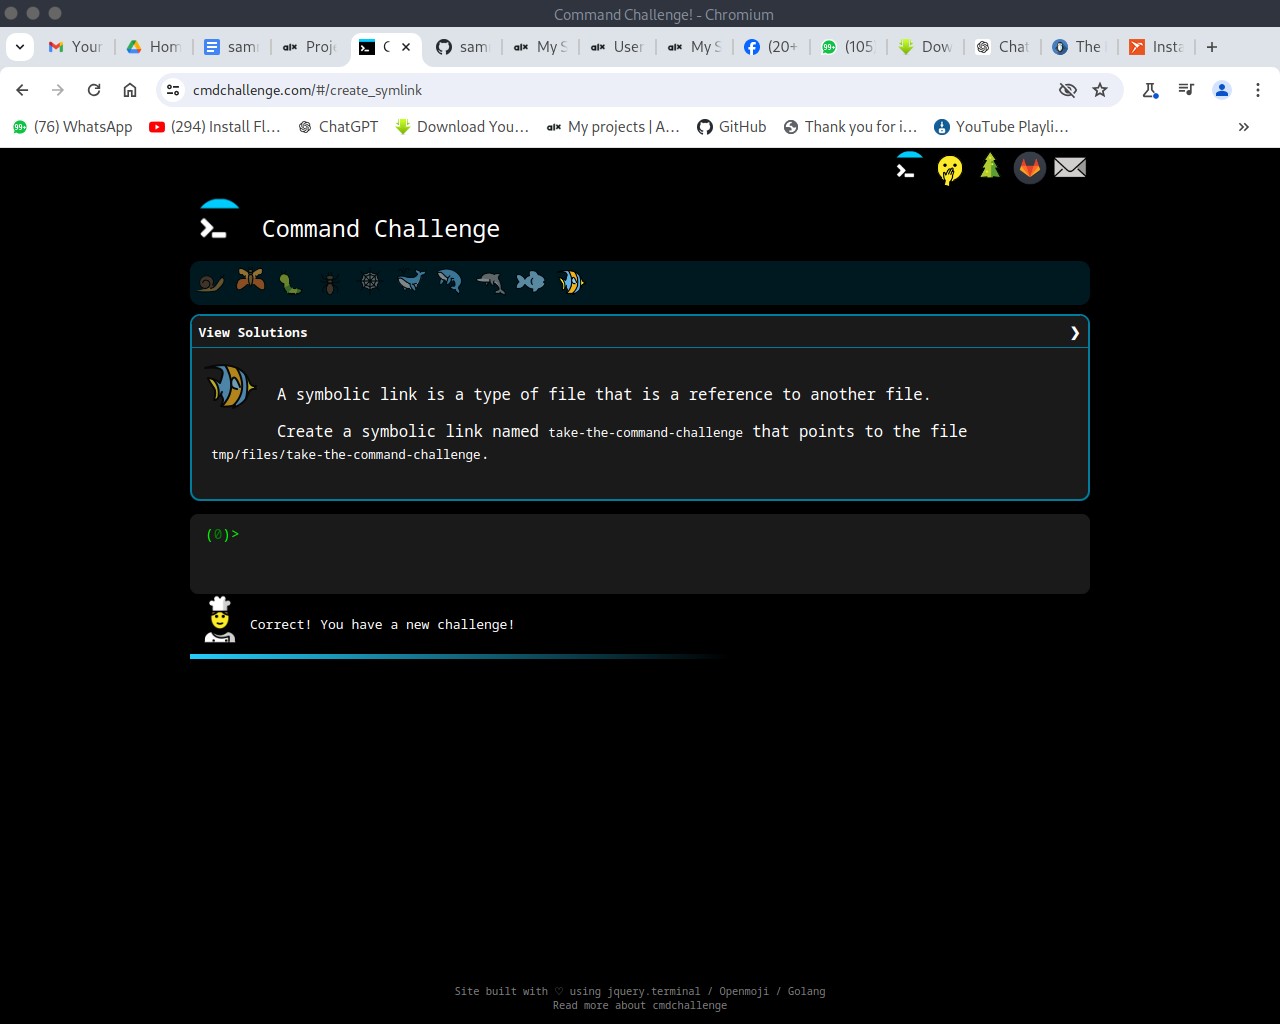 Command Challenge! - Chromium
Your
Hom
sam
Proj
C
sam
My S
User
My S
(20+
(105
Dow
Chat
The
Insta
cmdchallenge.com/#/create_symlink
(76) WhatsApp
(294) Install Fl...
ChatGPT
Download You...
My projects | A...
GitHub
Thank you for i...
YouTube Playli...
Command Challenge
View Solutions
A symbolic link is a type of file that is a reference to another file.
Create a symbolic link named take-the-command-challenge that points to the file
tmp/files/take-the-command-challenge.
(0)>
Correct! You have a new challenge!
Site built with ♡ using jquery.terminal / Openmoji / Golang
Read more about cmdchallenge